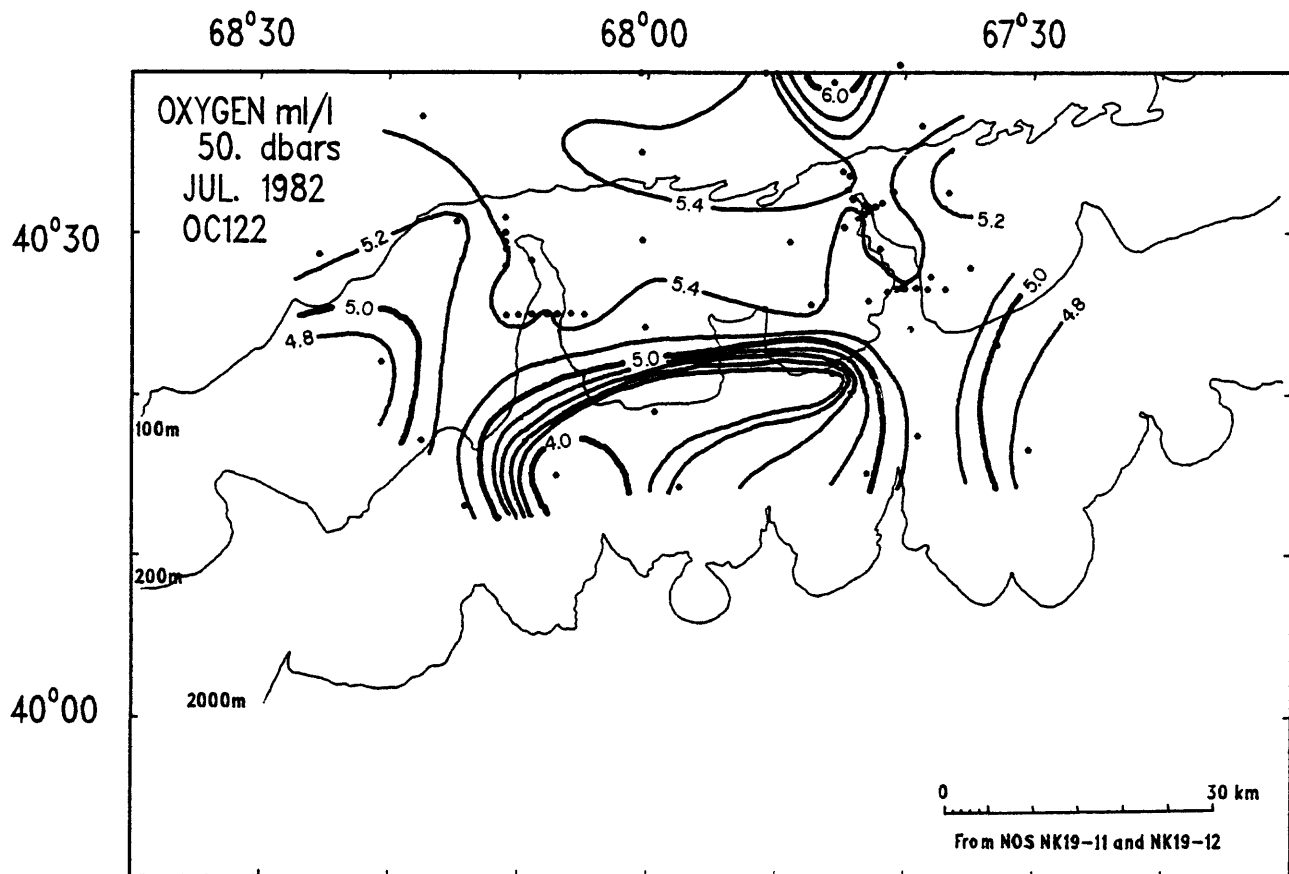 68°30 68°00 67°30
OXYGEN ml/l
50. dbars
JUL. 1982
OC122
6.0
5.4
5.2
5.2
40°30
5.4
5.0
5.0
4.8
4.8
5.0
100m
4.0
200m
2000m
40°00
0 30 km
From NOS NK19-11 and NK19-12